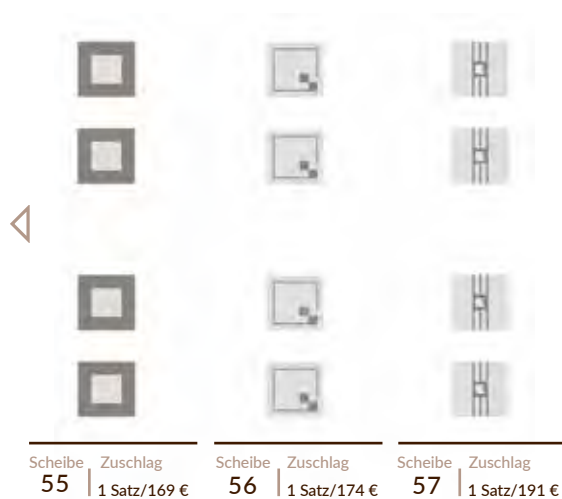 Scheibe 55 | Zuschlag 1 Satz/169 €
Scheibe 56 | Zuschlag 1 Satz/174 €
Scheibe 57 | Zuschlag 1 Satz/191 €